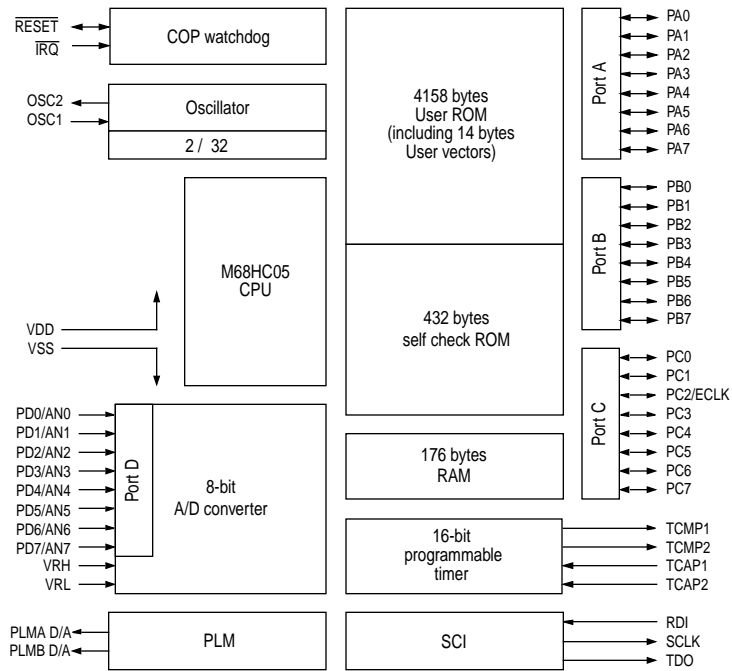 RESET
IRQ
COP watchdog
OSC2
OSC1
Oscillator
2 / 32
M68HC05
CPU
VDD
VSS
PD0/AN0
PD1/AN1
PD2/AN2
PD3/AN3
PD4/AN4
PD5/AN5
PD6/AN6
PD7/AN7
VRH
VRL
Port D
8-bit
A/D converter
PLMA D/A
PLMB D/A
PLM
4158 bytes
User ROM
(including 14 bytes
User vectors)
432 bytes
self check ROM
176 bytes
RAM
16-bit
programmable
timer
SCI
Port A
PA0
PA1
PA2
PA3
PA4
PA5
PA6
PA7
Port B
PB0
PB1
PB2
PB3
PB4
PB5
PB6
PB7
Port C
PC0
PC1
PC2/ECLK
PC3
PC4
PC5
PC6
PC7
TCMP1
TCMP2
TCAP1
TCAP2
RDI
SCLK
TDO